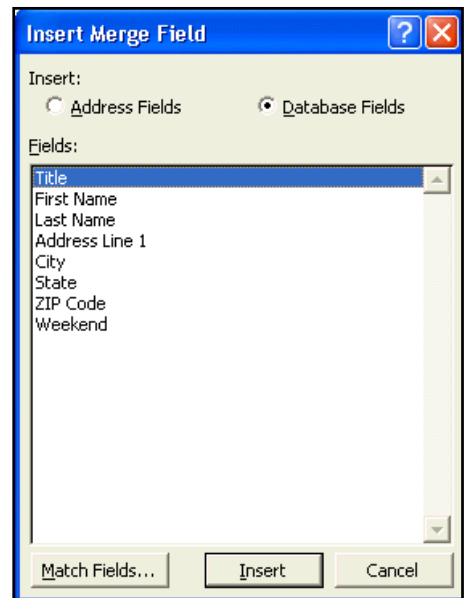 Insert Merge Field
Insert:
Address Fields Database Fields
Fields:
Title
First Name
Last Name
Address Line 1
City
State
ZIP Code
Weekend
Match Fields... Insert Cancel